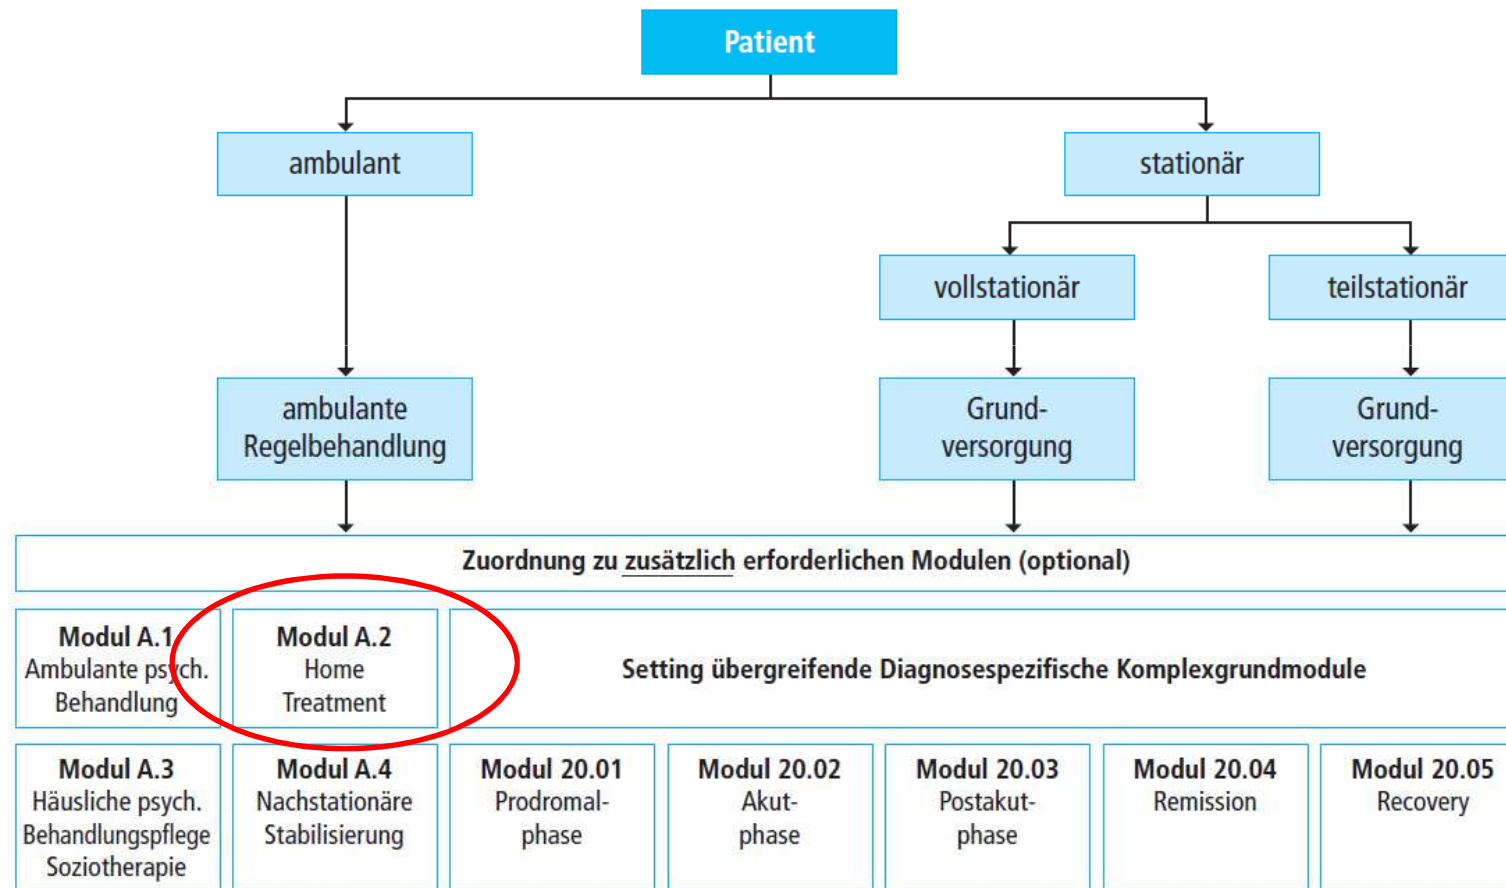 Patient
ambulant
stationär
vollstationär
teilstationär
ambulante
Regelbehandlung
Grund-
versorgung
Grund-
versorgung
Zuordnung zu zusätzlich erforderlichen Modulen (optional)
Modul A.1
Ambulante psych.
Behandlung
Modul A.2
Home
Treatment
Setting übergreifende Diagnosespezifische Komplexgrundmodule
Modul A.3
Häusliche psych.
Behandlungspflege
Soziotherapie
Modul A.4
Nachstationäre
Stabilisierung
Modul 20.01
Prodromal-
phase
Modul 20.02
Akut-
phase
Modul 20.03
Postakut-
phase
Modul 20.04
Remission
Modul 20.05
Recovery